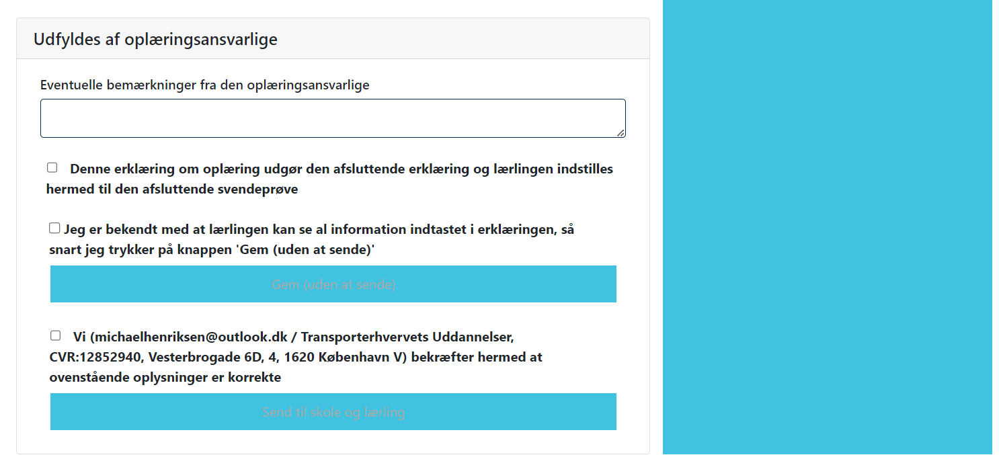 Udfyldes af oplæringsansvarlige
Eventuelle bemærkninger fra den oplæringsansvarlige
Denne erklæring om oplæring udgør den afsluttende erklæring og lærlingen indstilles
hermed til den afsluttende svendeprøve
Jeg er bekendt med at lærlingen kan se al information indtastet i erklæringen, så
snart jeg trykker på knappen 'Gem (uden at sende)'
Gem (uden at sende)
Vi (michaelhenriksen@outlook.dk / Transporterhvervets Uddannelser,
CVR:12852940, Vesterbrogade 6D, 4, 1620 København V) bekræfter hermed at
ovenstående oplysninger er korrekte
Send til skole og lærling